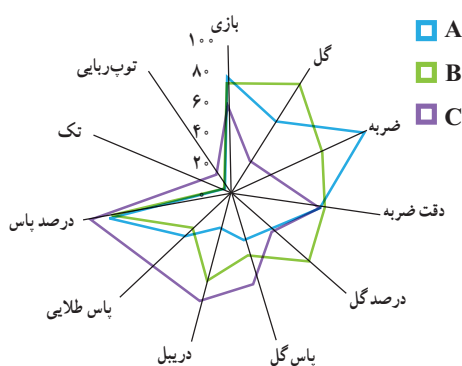 بازی
گل
ضربه
دقت ضربه
درصد گل
پاس گل
دریبل
پاس طلایی
درصد پاس
تک
توپ‌ربایی
۱۰۰
۸۰
۶۰
۴۰
۲۰
۰
A
B
C